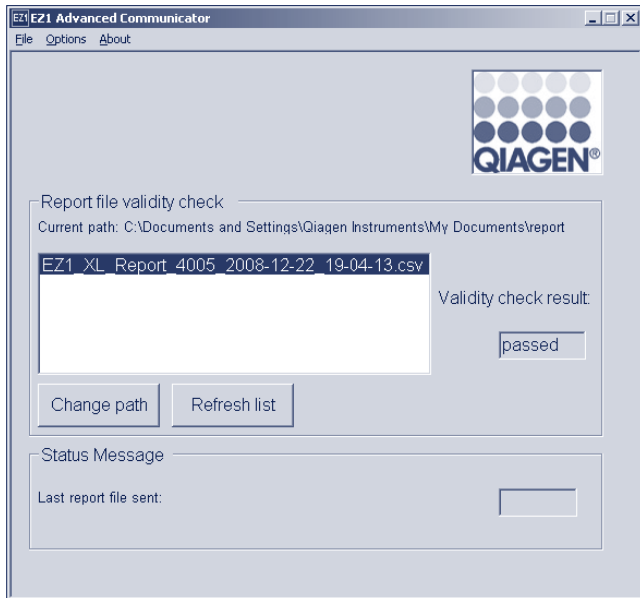 EZ1 EZ1 Advanced Communicator
File Options About
QIAGEN®
Report file validity check
Current path: C:\Documents and Settings\Qiagen Instruments\My Documents\report
EZ1_XL_Report_4005_2008-12-22_19-04-13.csv
Validity check result:
passed
Change path Refresh list
Status Message
Last report file sent: